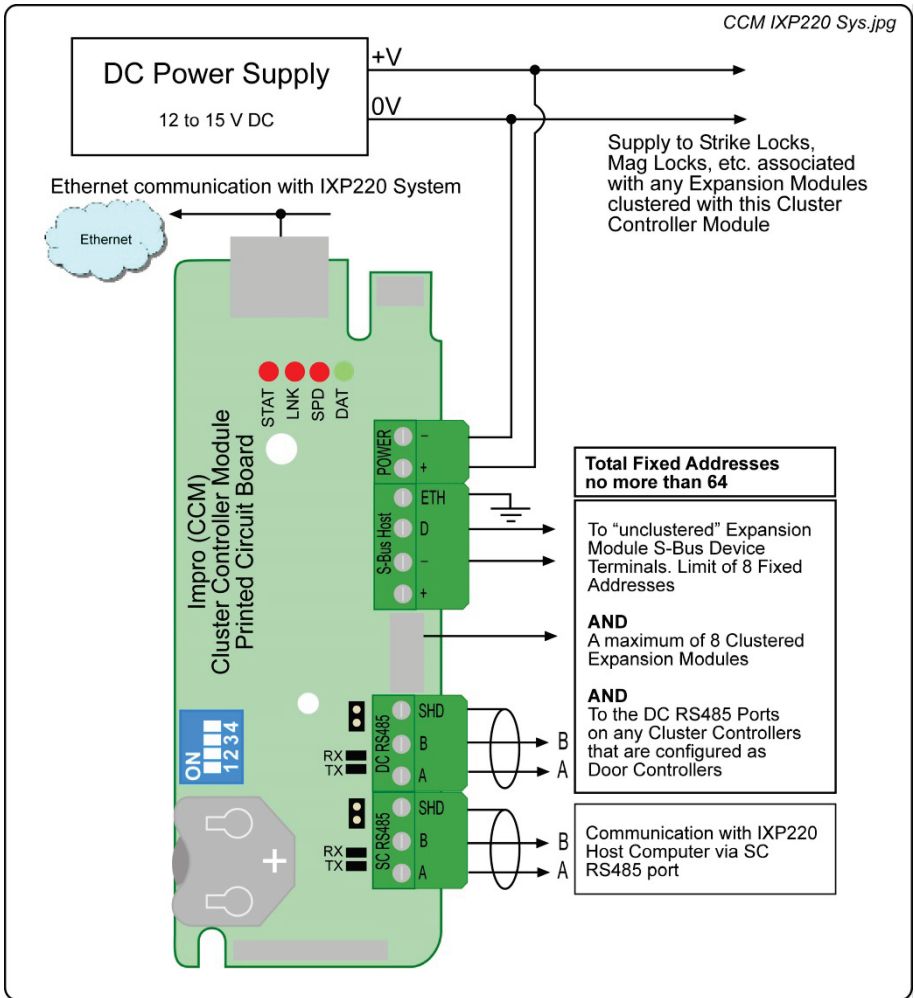 CCM IXP220 Sys.jpg
DC Power Supply
12 to 15 V DC
+V
0V
Supply to Strike Locks,
Mag Locks, etc. associated
with any Expansion Modules
clustered with this Cluster
Controller Module
Ethernet communication with IXP220 System
Ethernet
STAT
LNK
SPD
DAT
Impro (CCM)
Cluster Controller Module
Printed Circuit Board
POWER
–
+
S-Bus Host
ETH
D
–
+
Total Fixed Addresses
no more than 64
To “unclustered” Expansion
Module S-Bus Device
Terminals. Limit of 8 Fixed
Addresses
AND
A maximum of 8 Clustered
Expansion Modules
AND
To the DC RS485 Ports
on any Cluster Controllers
that are configured as
Door Controllers
ON
1 2 3 4
RX
TX
DC RS485
SHD
B
A
B
A
RX
TX
SC RS485
SHD
B
A
B
A
Communication with IXP220
Host Computer via SC
RS485 port
+